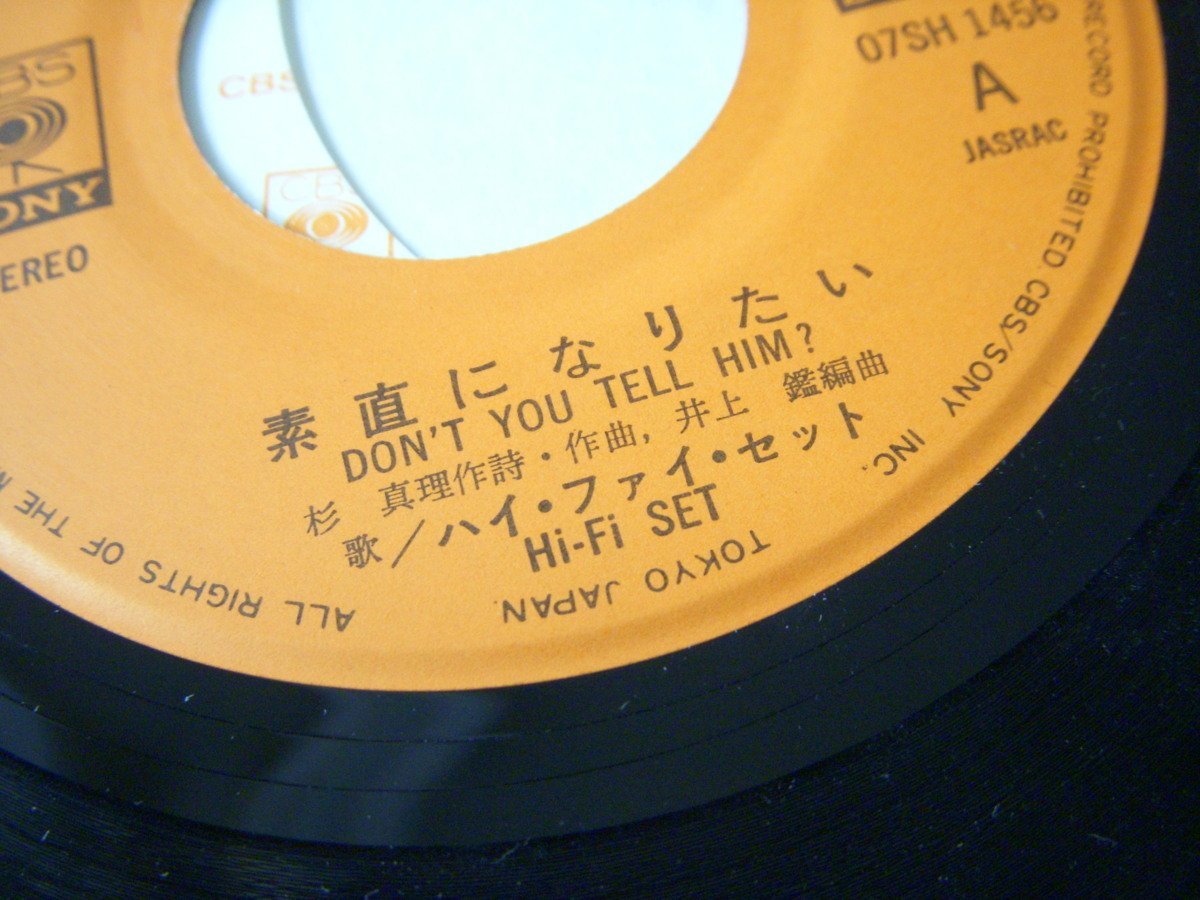 CBS
SONY
STEREO
CBS
CBS
07SH 1456
A
JASRAC
素直になりたい
DON'T YOU TELL HIM?
杉 真理作詩・作曲, 井上 鑑編曲
歌/ハイ・ファイ・セット
Hi-Fi SET
ALL RIGHTS OF THE
RECORD PROHIBITED. CBS/SONY INC. TOKYO JAPAN.